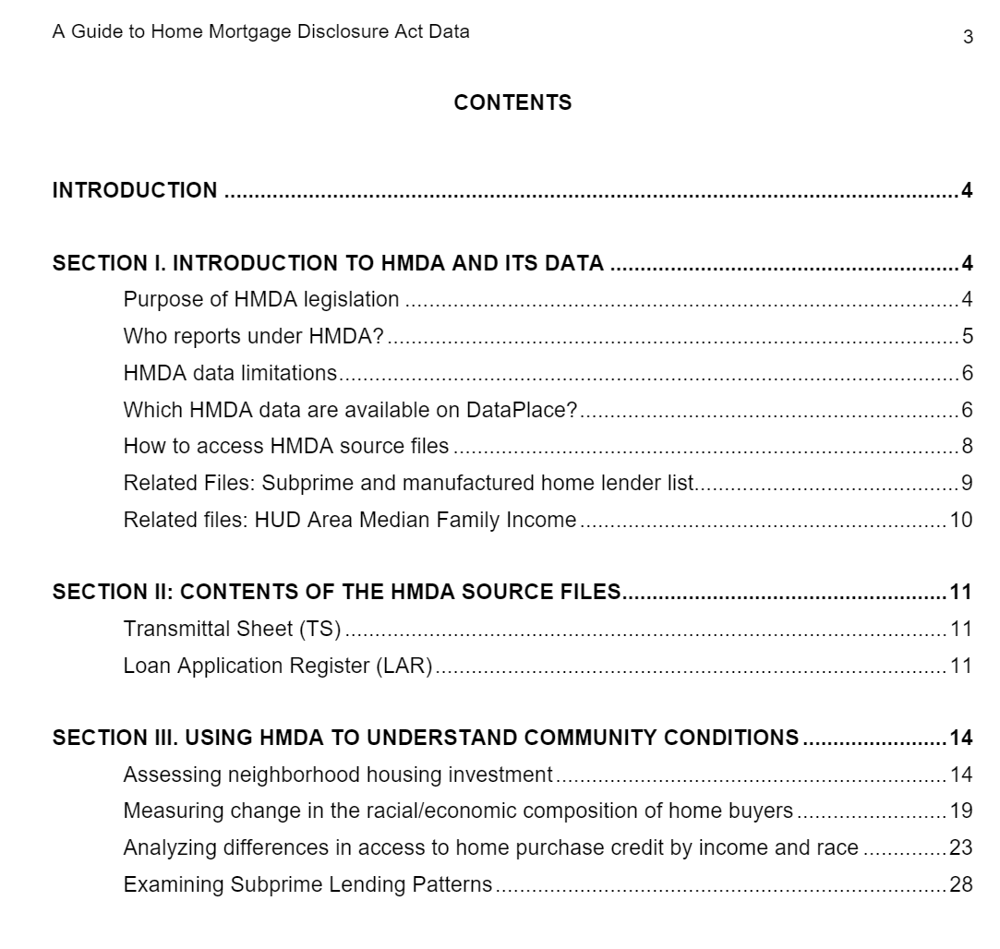 A Guide to Home Mortgage Disclosure Act Data
3
CONTENTS
INTRODUCTION ........................................................................................................................ 4
SECTION I. INTRODUCTION TO HMDA AND ITS DATA ......................................................... 4
Purpose of HMDA legislation ........................................................................................... 4
Who reports under HMDA? .............................................................................................. 5
HMDA data limitations...................................................................................................... 6
Which HMDA data are available on DataPlace?.............................................................. 6
How to access HMDA source files ................................................................................... 8
Related Files: Subprime and manufactured home lender list........................................... 9
Related files: HUD Area Median Family Income ............................................................ 10
SECTION II: CONTENTS OF THE HMDA SOURCE FILES..................................................... 11
Transmittal Sheet (TS) ................................................................................................... 11
Loan Application Register (LAR) .................................................................................... 11
SECTION III. USING HMDA TO UNDERSTAND COMMUNITY CONDITIONS ........................ 14
Assessing neighborhood housing investment ................................................................ 14
Measuring change in the racial/economic composition of home buyers ......................... 19
Analyzing differences in access to home purchase credit by income and race .............. 23
Examining Subprime Lending Patterns .......................................................................... 28